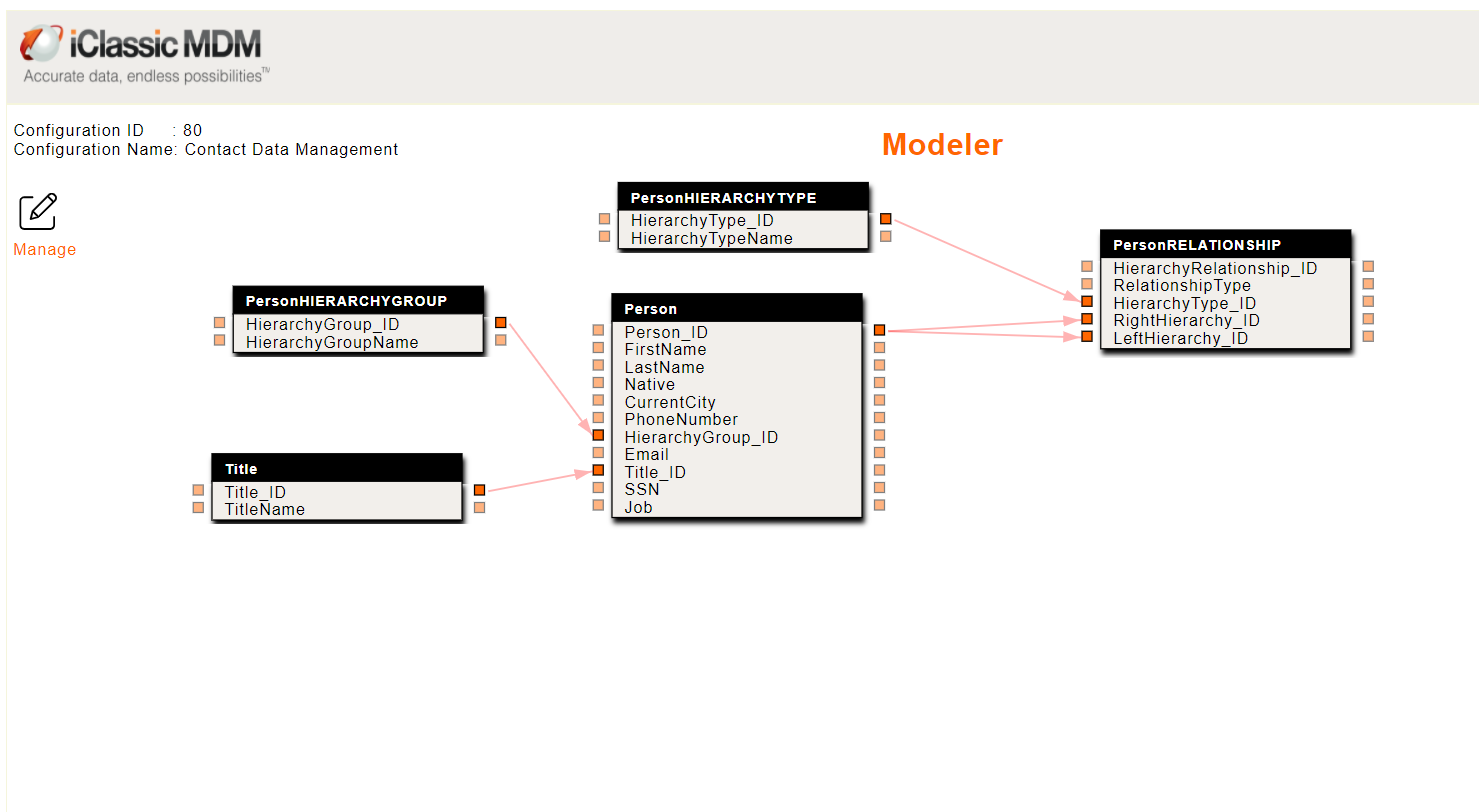 iClassic MDM
Accurate data, endless possibilities™
Configuration ID : 80
Configuration Name: Contact Data Management
Modeler
Manage
PersonHIERARCHYTYPE
HierarchyType_ID
HierarchyTypeName
PersonRELATIONSHIP
HierarchyRelationship_ID
RelationshipType
HierarchyType_ID
RightHierarchy_ID
LeftHierarchy_ID
PersonHIERARCHYGROUP
HierarchyGroup_ID
HierarchyGroupName
Person
Person_ID
FirstName
LastName
Native
CurrentCity
PhoneNumber
HierarchyGroup_ID
Email
Title_ID
SSN
Job
Title
Title_ID
TitleName